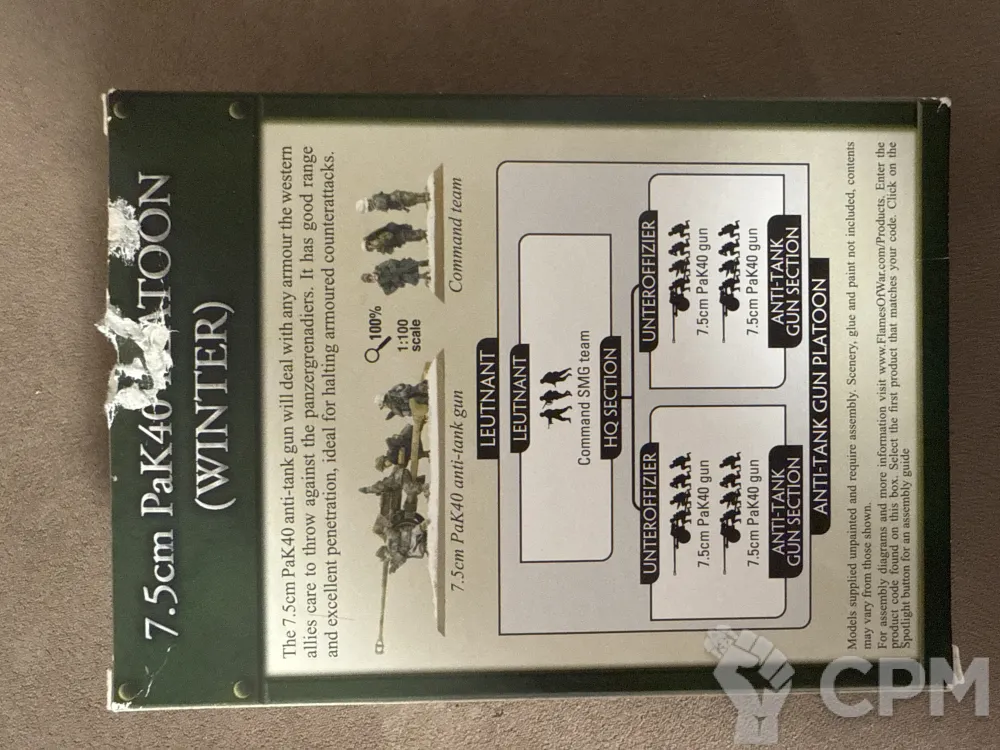 7.5cm PaK40 PLATOON
(WINTER)
The 7.5cm PaK40 anti-tank gun will deal with any armour the western
allies care to throw against the panzergrenadiers. It has good range
and excellent penetration, ideal for halting armoured counterattacks.
100%
1:100
scale
7.5cm PaK40 anti-tank gun
Command team
LEUTNANT
LEUTNANT
Command SMG team
HQ SECTION
UNTEROFFIZIER
7.5cm PaK40 gun
7.5cm PaK40 gun
ANTI-TANK
GUN SECTION
UNTEROFFIZIER
7.5cm PaK40 gun
7.5cm PaK40 gun
ANTI-TANK
GUN SECTION
ANTI-TANK GUN PLATOON
Models supplied unpainted and require assembly. Scenery, glue and paint not included, contents
may vary from those shown.
For assembly diagrams and more information visit www.FlamesOfWar.com/Products. Enter the
product code found on this box. Select the first product that matches your code. Click on the
Spotlight button for an assembly guide
CPM